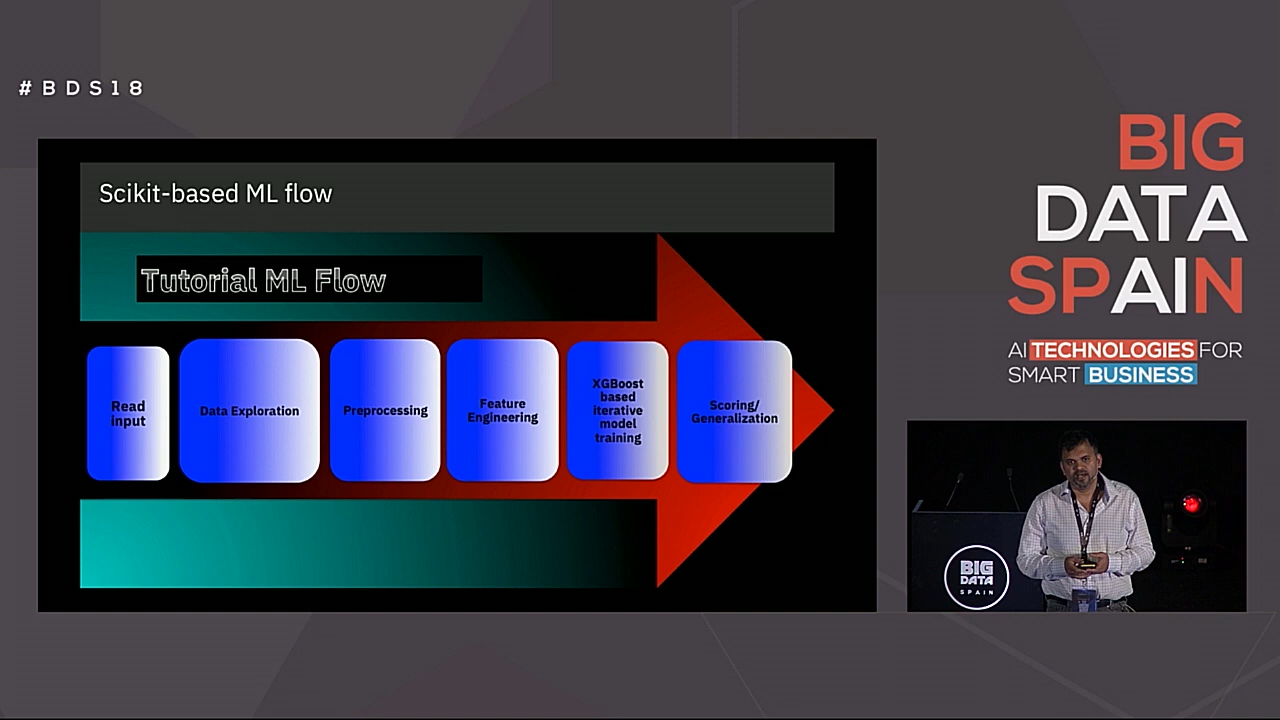 #BDS18
BIG
DATA
SPAIN
AI TECHNOLOGIES FOR
SMART BUSINESS
Scikit-based ML flow
Tutorial ML Flow
Read
input
Data Exploration
Preprocessing
Feature
Engineering
XGBoost
based
iterative
model
training
Scoring/
Generalization
BIG
DATA
SPAIN